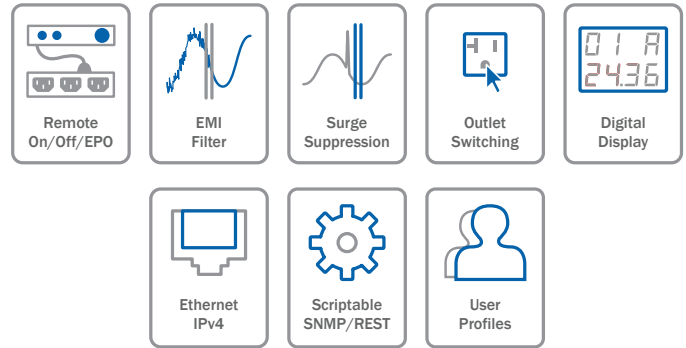 01 A
24.36
Remote
On/Off/EPO
EMI
Filter
Surge
Suppression
Outlet
Switching
Digital
Display
Ethernet
IPv4
Scriptable
SNMP/REST
User
Profiles